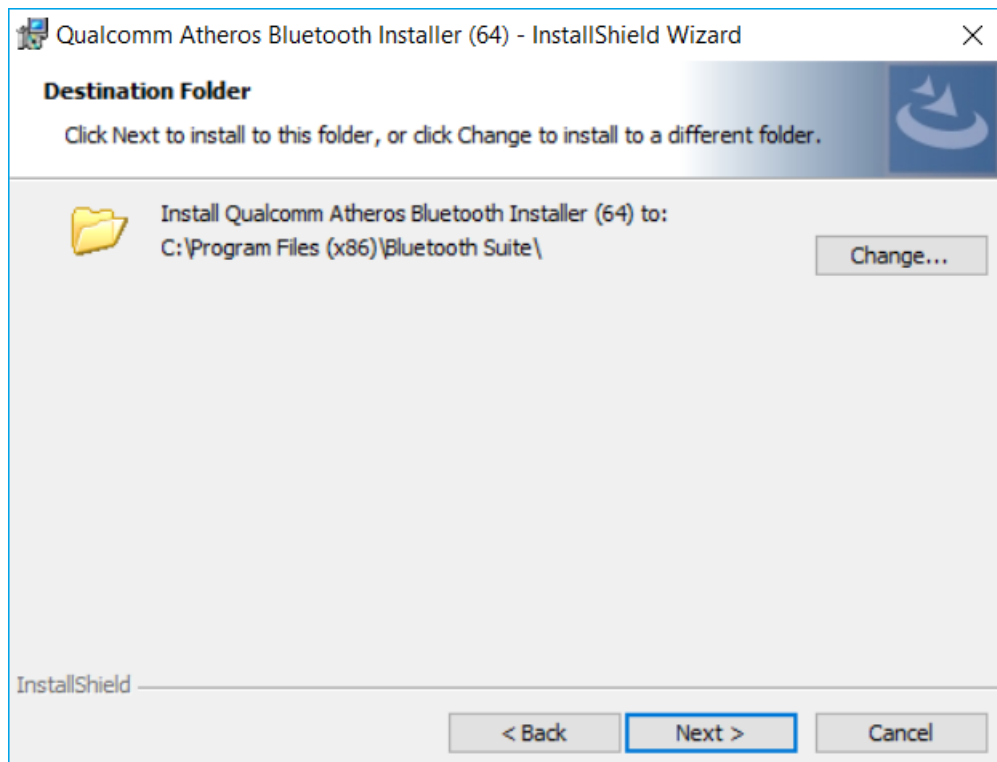 Qualcomm Atheros Bluetooth Installer (64) - InstallShield Wizard
Destination Folder
Click Next to install to this folder, or click Change to install to a different folder.
Install Qualcomm Atheros Bluetooth Installer (64) to:
C:\Program Files (x86)\Bluetooth Suite\
Change...
InstallShield
< Back
Next >
Cancel